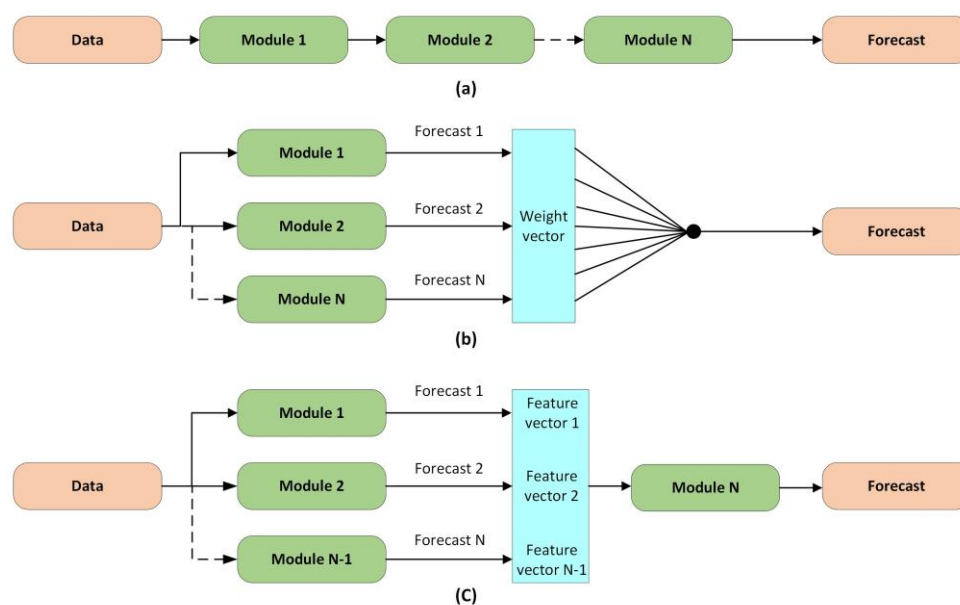 Data
Module 1
Module 2
Module N
Forecast
(a)
Forecast 1
Module 1
Forecast 2
Data
Module 2
Weight
vector
Forecast
Forecast N
Module N
(b)
Forecast 1
Module 1
Feature
vector 1
Forecast 2
Data
Module 2
Feature
vector 2
Module N
Forecast
Forecast N
Module N-1
Feature
vector N-1
(C)